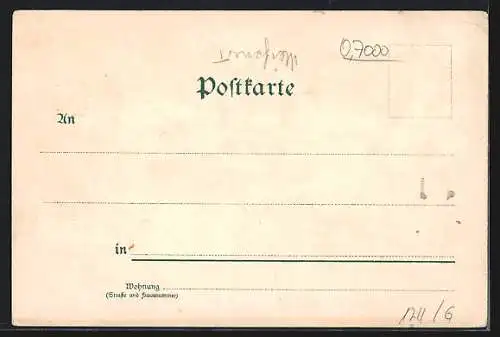 0,7000
Postkarte
An
in
Wohnung
(Straße und Hausnummer)
1711/6